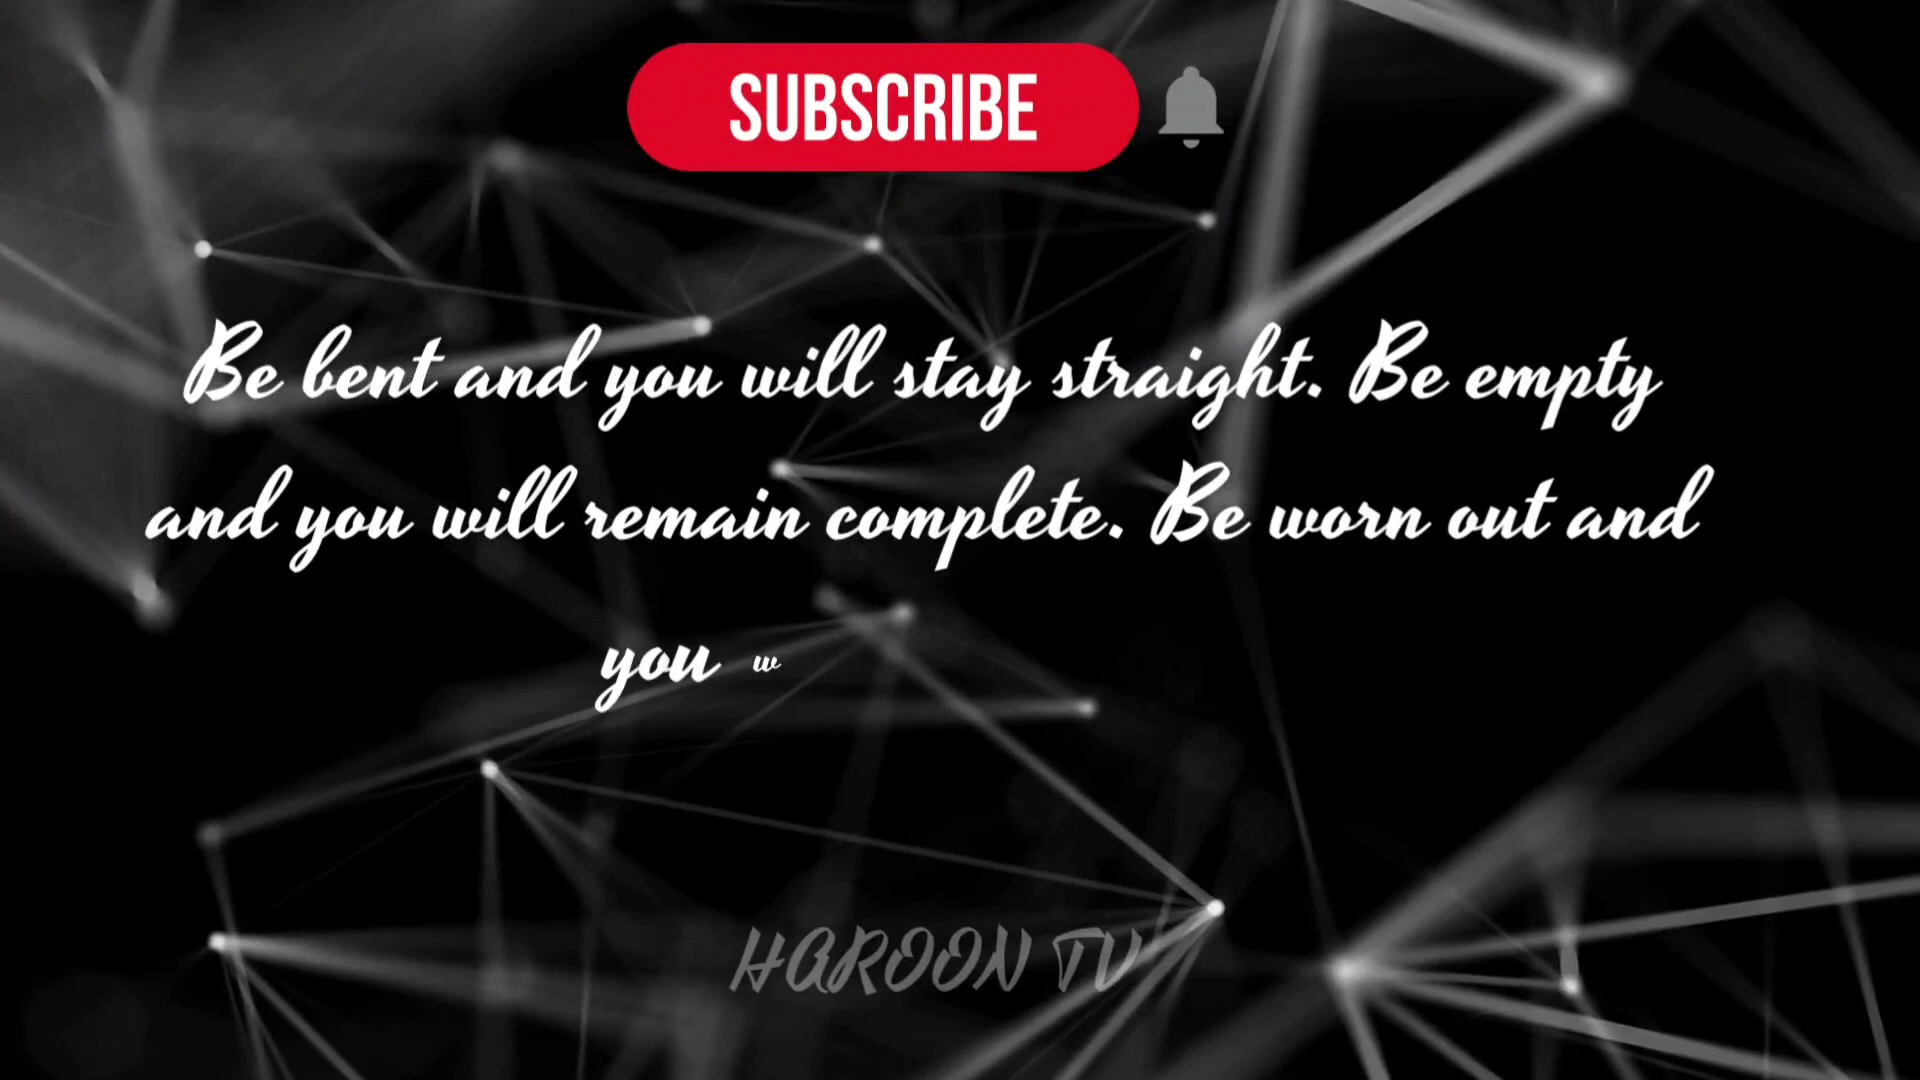 SUBSCRIBE
Be bent and you will stay straight. Be empty
and you will remain complete. Be worn out and
you w
HAROON TV